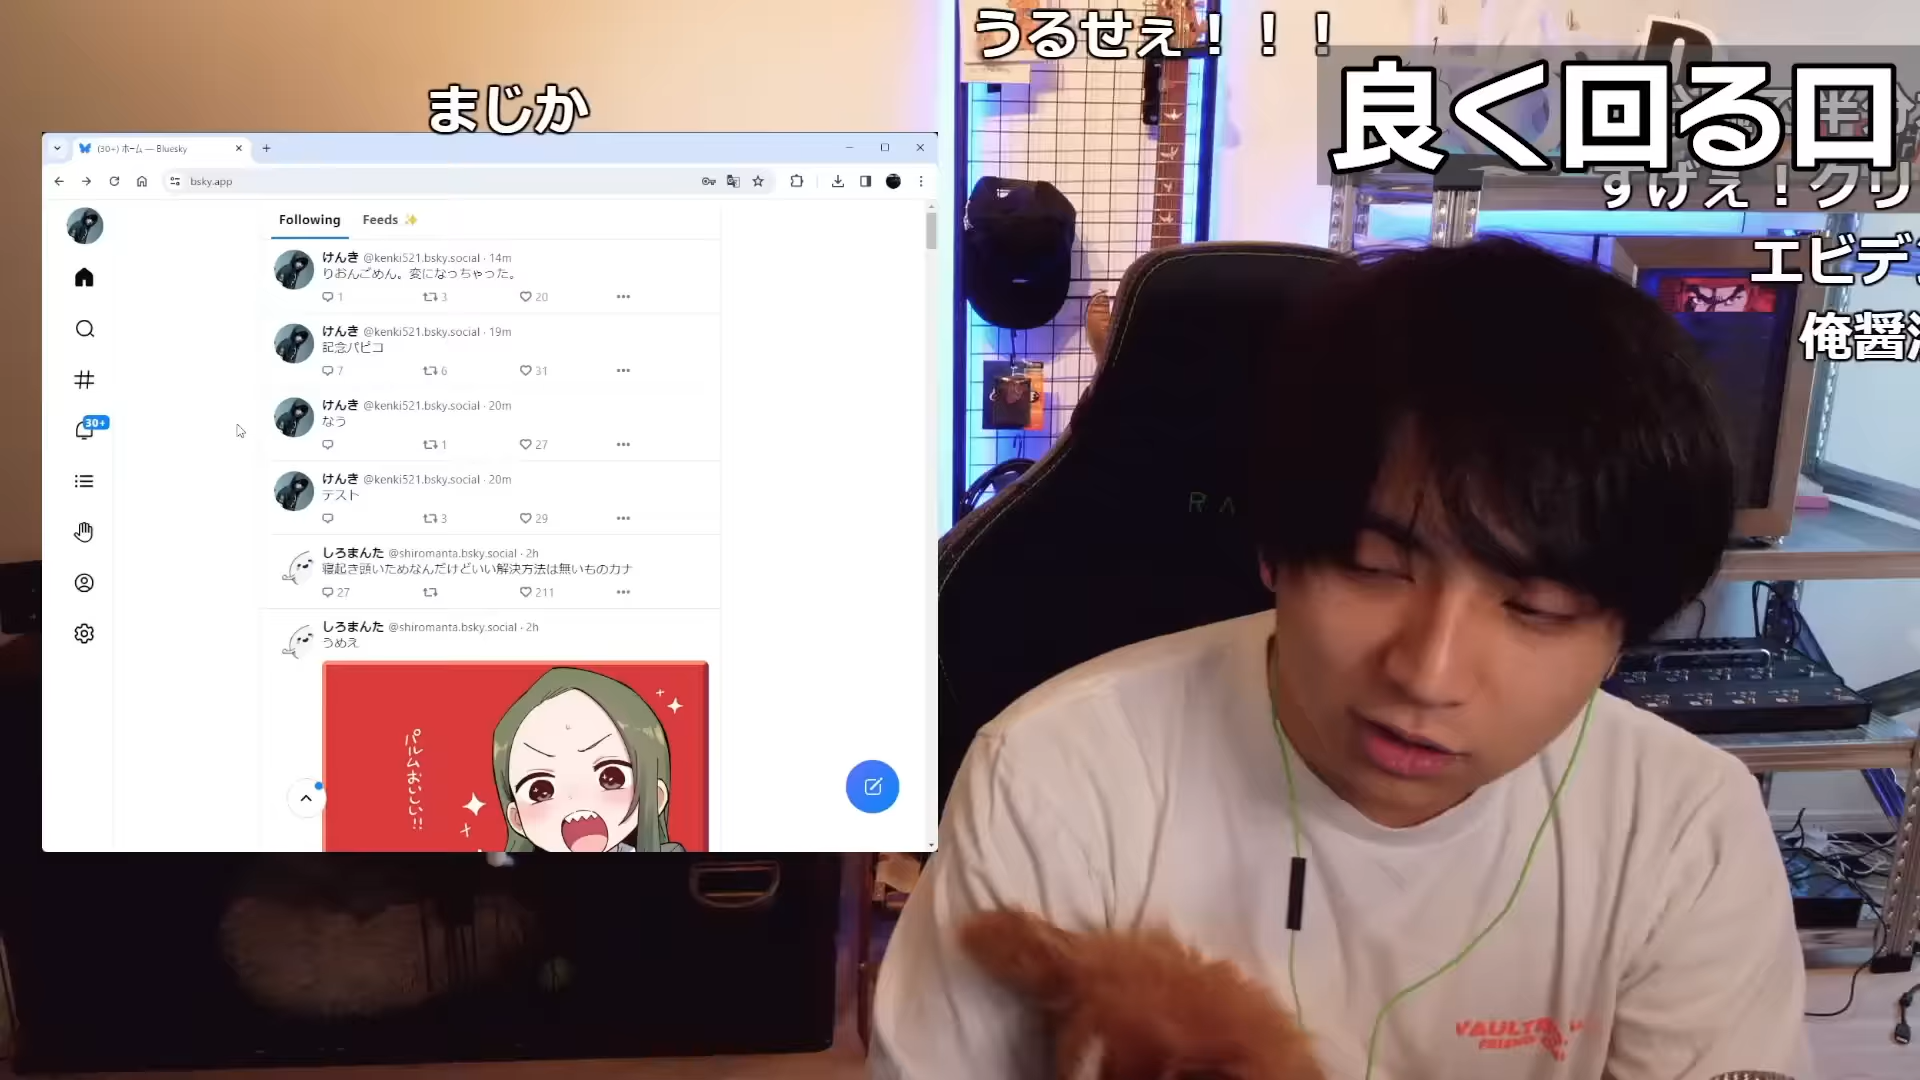 うるせぇ！！！
良く回る口
まじか
すげぇ！クリ
エビデ
俺醤
(30+) ホーム — Bluesky
bsky.app
Following
Feeds ✨
けんき @kenki521.bsky.social · 14m
りおんごめん。変になっちゃった。
1 3 20
けんき @kenki521.bsky.social · 19m
記念パピコ
7 6 31
けんき @kenki521.bsky.social · 20m
なう
1 27
30+
けんき @kenki521.bsky.social · 20m
テスト
3 29
しろまんた @shiromanta.bsky.social · 2h
寝起き頭いためなんだけどいい解決方法は無いものカナ
27 211
しろまんた @shiromanta.bsky.social · 2h
うめえ
パルムおいしい!!
R A